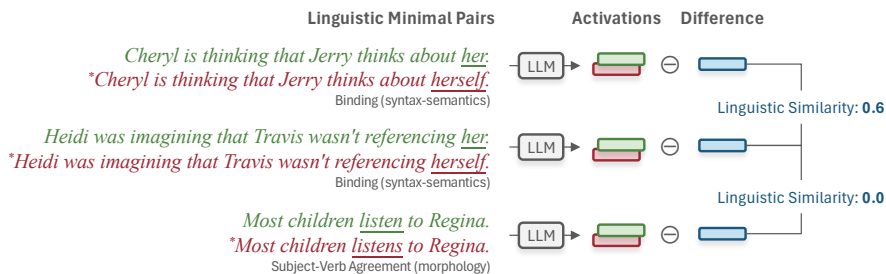 Linguistic Minimal Pairs Activations Difference
Cheryl is thinking that Jerry thinks about her.
*Cheryl is thinking that Jerry thinks about herself.
Binding (syntax-semantics)
LLM
Linguistic Similarity: 0.6
Heidi was imagining that Travis wasn't referencing her.
*Heidi was imagining that Travis wasn't referencing herself.
Binding (syntax-semantics)
LLM
Linguistic Similarity: 0.0
Most children listen to Regina.
*Most children listens to Regina.
Subject-Verb Agreement (morphology)
LLM